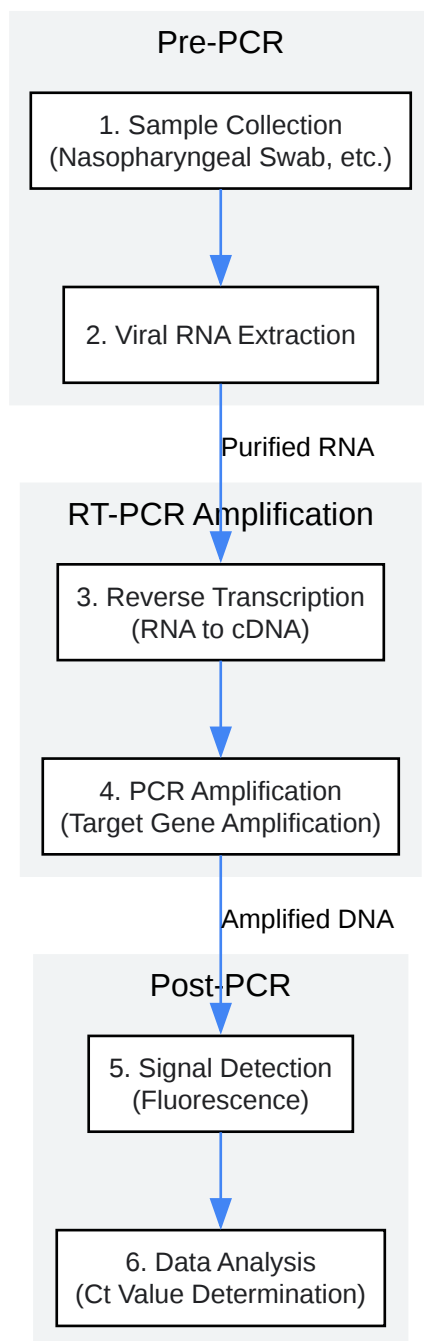 Pre-PCR
1. Sample Collection
(Nasopharyngeal Swab, etc.)
2. Viral RNA Extraction
Purified RNA
RT-PCR Amplification
3. Reverse Transcription
(RNA to cDNA)
4. PCR Amplification
(Target Gene Amplification)
Amplified DNA
Post-PCR
5. Signal Detection
(Fluorescence)
6. Data Analysis
(Ct Value Determination)